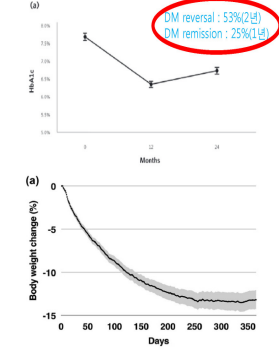 (a)
DM reversal : 53%(2년)
DM remission : 25%(1년)
8.0%
7.5%
7.0%
6.5%
6.0%
5.5%
5.0%
HbA1c
0
12
24
Months
(a)
0
-5
-10
-15
Body weight change (%)
0 50 100 150 200 250 300 350
Days